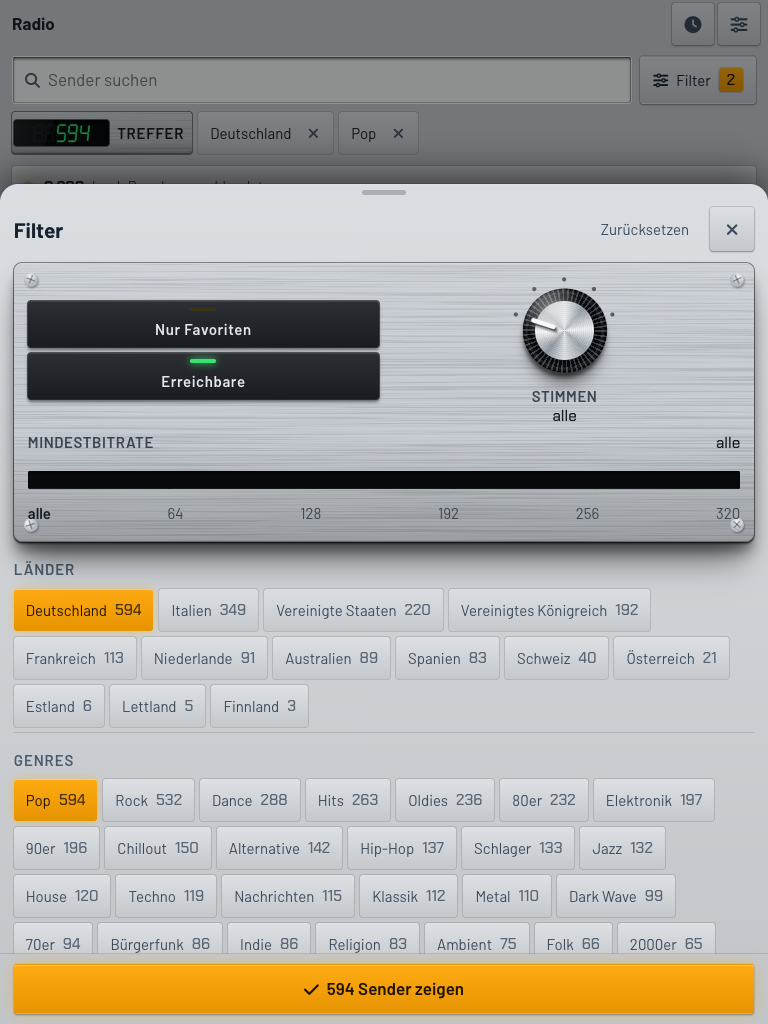 Radio
Sender suchen
Filter 2
594 TREFFER
Deutschland
Pop
Filter
Zurücksetzen
Nur Favoriten
Erreichbare
STIMMEN
alle
MINDESTBITRATE alle
alle 64 128 192 256 320
LÄNDER
Deutschland 594 Italien 349 Vereinigte Staaten 220 Vereinigtes Königreich 192
Frankreich 113 Niederlande 91 Australien 89 Spanien 83 Schweiz 40 Österreich 21
Estland 6 Lettland 5 Finnland 3
GENRES
Pop 594 Rock 532 Dance 288 Hits 263 Oldies 236 80er 232 Elektronik 197
90er 196 Chillout 150 Alternative 142 Hip-Hop 137 Schlager 133 Jazz 132
House 120 Techno 119 Nachrichten 115 Klassik 112 Metal 110 Dark Wave 99
70er 94 Bürgerfunk 86 Indie 86 Religion 83 Ambient 75 Folk 66 2000er 65
594 Sender zeigen